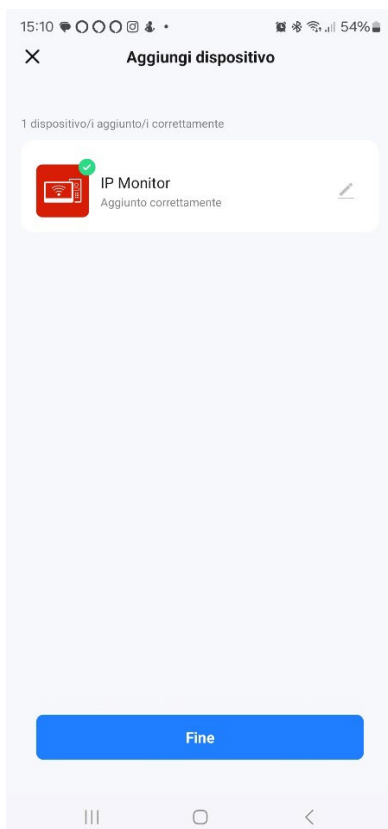 15:10 54%
Aggiungi dispositivo
1 dispositivo/i aggiunto/i correttamente
IP Monitor
Aggiunto correttamente
Fine